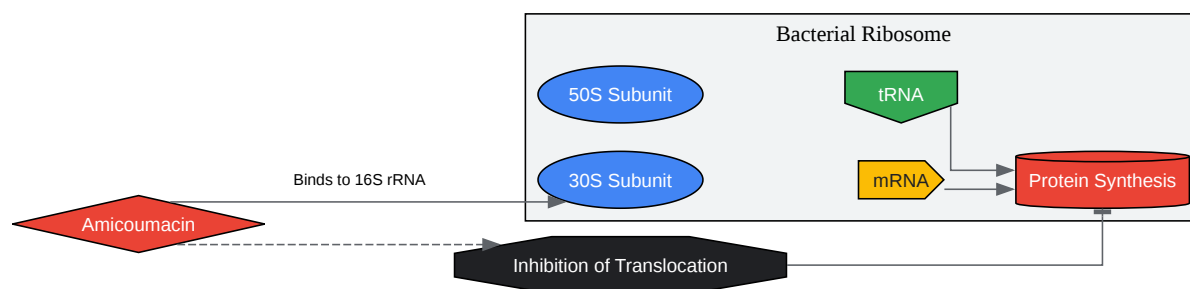 Bacterial Ribosome
50S Subunit
tRNA
Binds to 16S rRNA
30S Subunit
mRNA
Protein Synthesis
Amicoumacin
Inhibition of Translocation